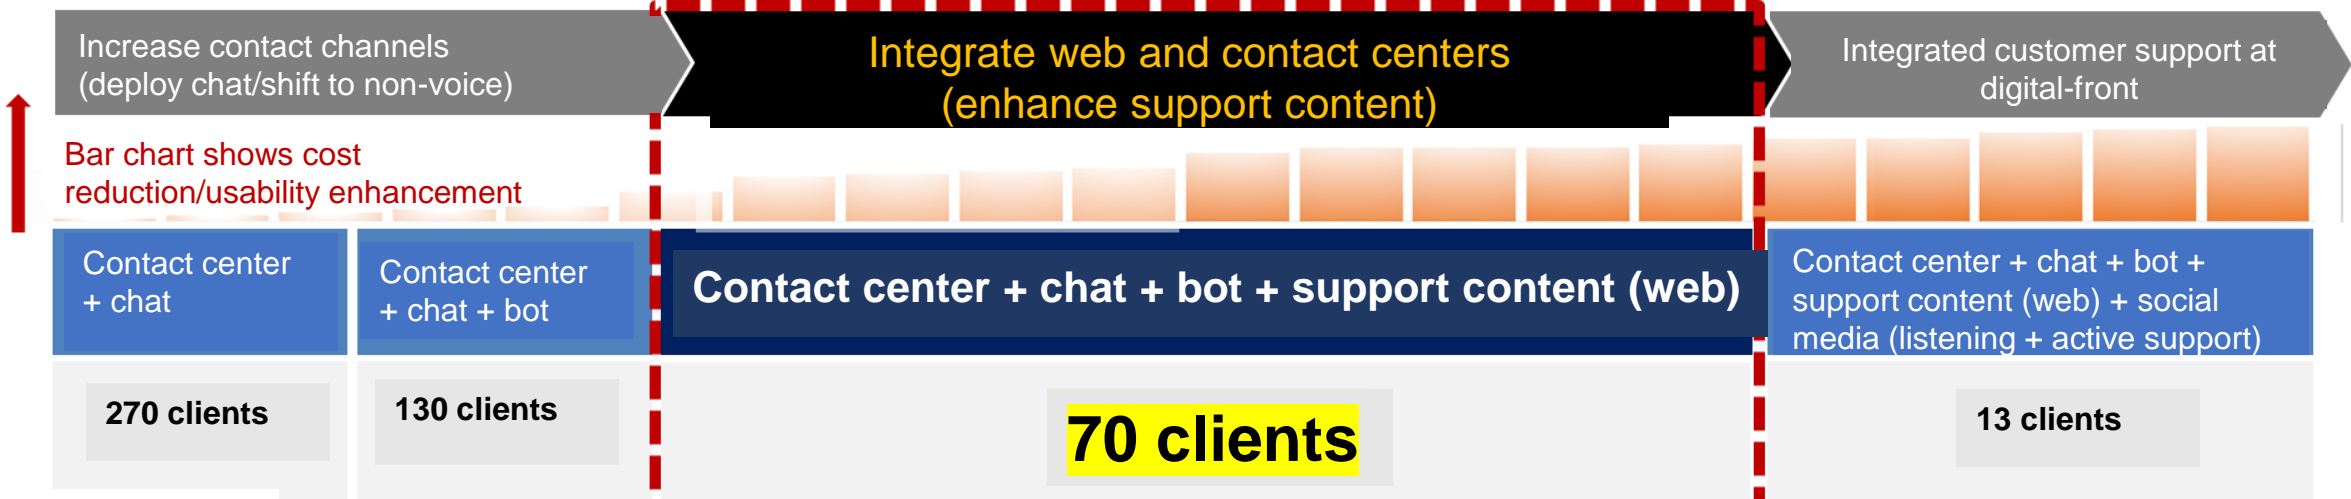 Increase contact channels
(deploy chat/shift to non-voice)
Integrate web and contact centers
(enhance support content)
Integrated customer support at
digital-front
Bar chart shows cost
reduction/usability enhancement
Contact center
+ chat
Contact center
+ chat + bot
Contact center + chat + bot + support content (web)
Contact center + chat + bot +
support content (web) + social
media (listening + active support)
270 clients
130 clients
70 clients
13 clients